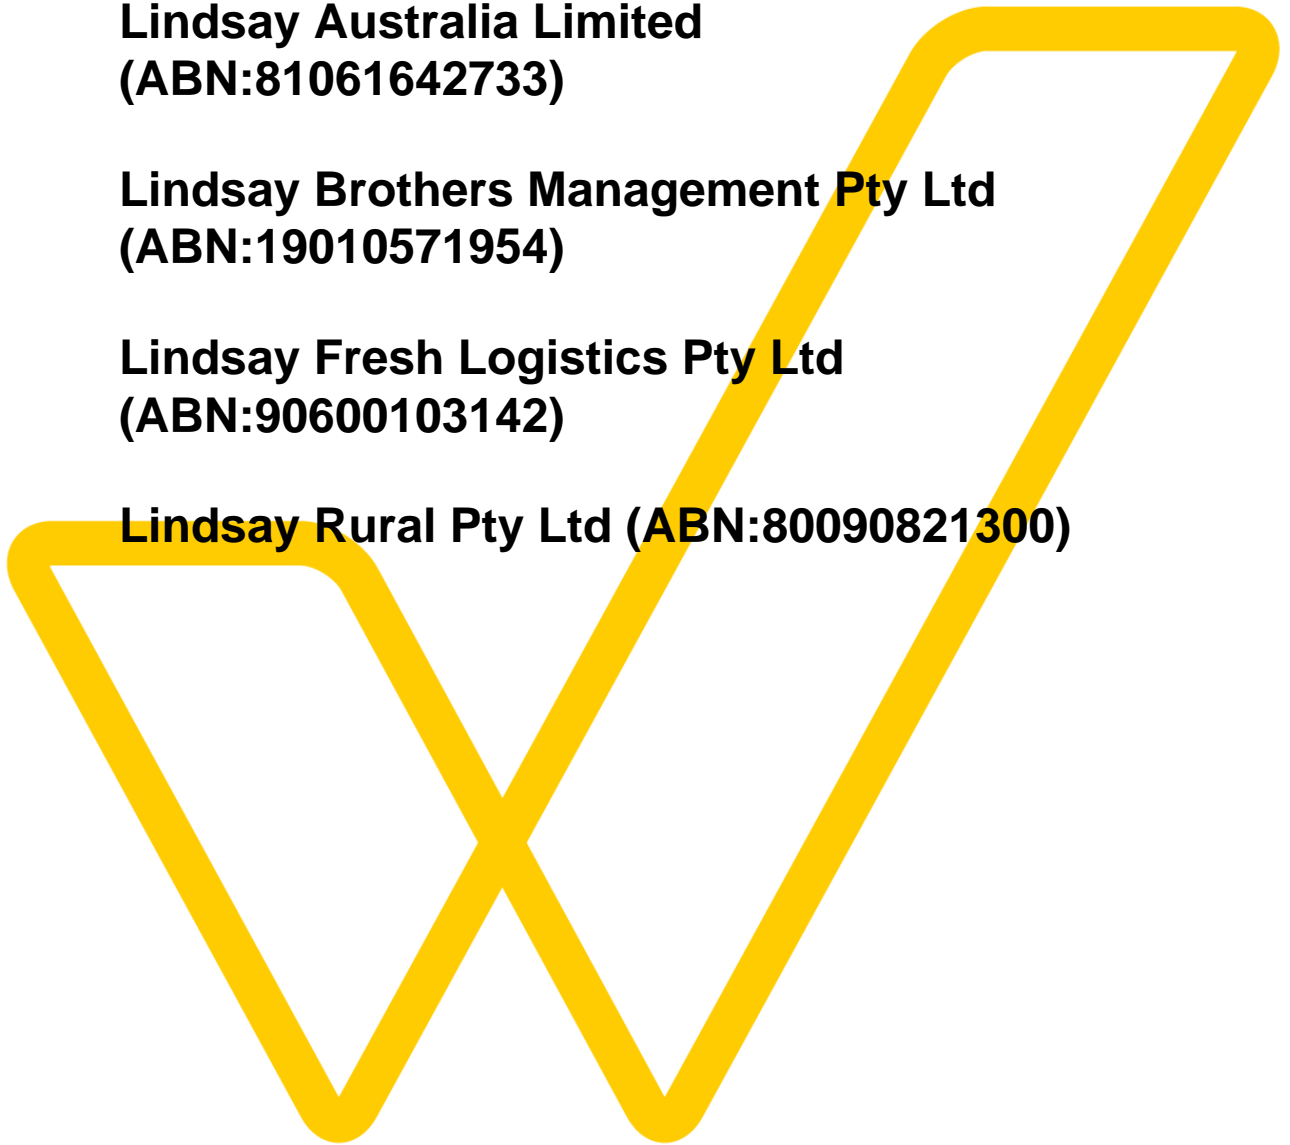 Lindsay Australia Limited
(ABN:81061642733)
Lindsay Brothers Management Pty Ltd
(ABN:19010571954)
Lindsay Fresh Logistics Pty Ltd
(ABN:90600103142)
Lindsay Rural Pty Ltd (ABN:80090821300)